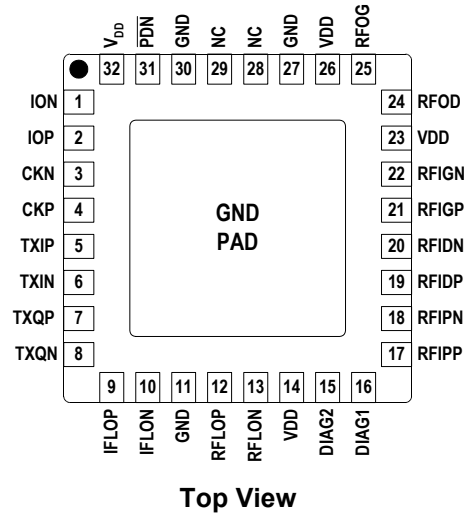 V_DD
PDN
GND
NC
NC
GND
VDD
RFOG
32 31 30 29 28 27 26 25
ION 1
IOP 2
CKN 3
CKP 4
TXIP 5
TXIN 6
TXQP 7
TXQN 8
GND
PAD
24 RFOD
23 VDD
22 RFIGN
21 RFIGP
20 RFIDN
19 RFIDP
18 RFIPN
17 RFIPP
9 10 11 12 13 14 15 16
IFLOP
IFLON
GND
RFLOP
RFLON
VDD
DIAG2
DIAG1
Top View